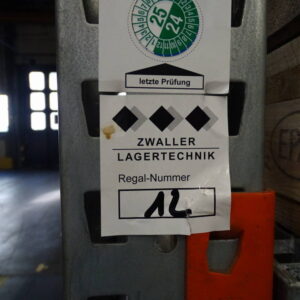 25
24
letzte Prüfung
ZWALLER
LAGERTECHNIK
Regal-Nummer
12